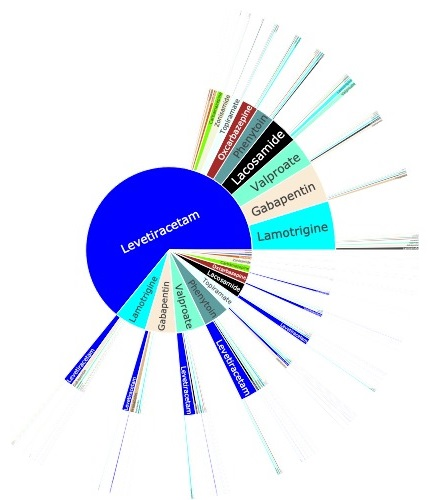 Zonisamide
Topiramate
Oxcarbazepine
Phenytoin
Lacosamide
Valproate
Gabapentin
Lamotrigine
Levetiracetam
Lamotrigine
Gabapentin
Valproate
Phenytoin
Topiramate
Lacosamide
Oxcarbazepine
Levetiracetam
Levetiracetam
Levetiracetam
Levetiracetam
Levetiracetam